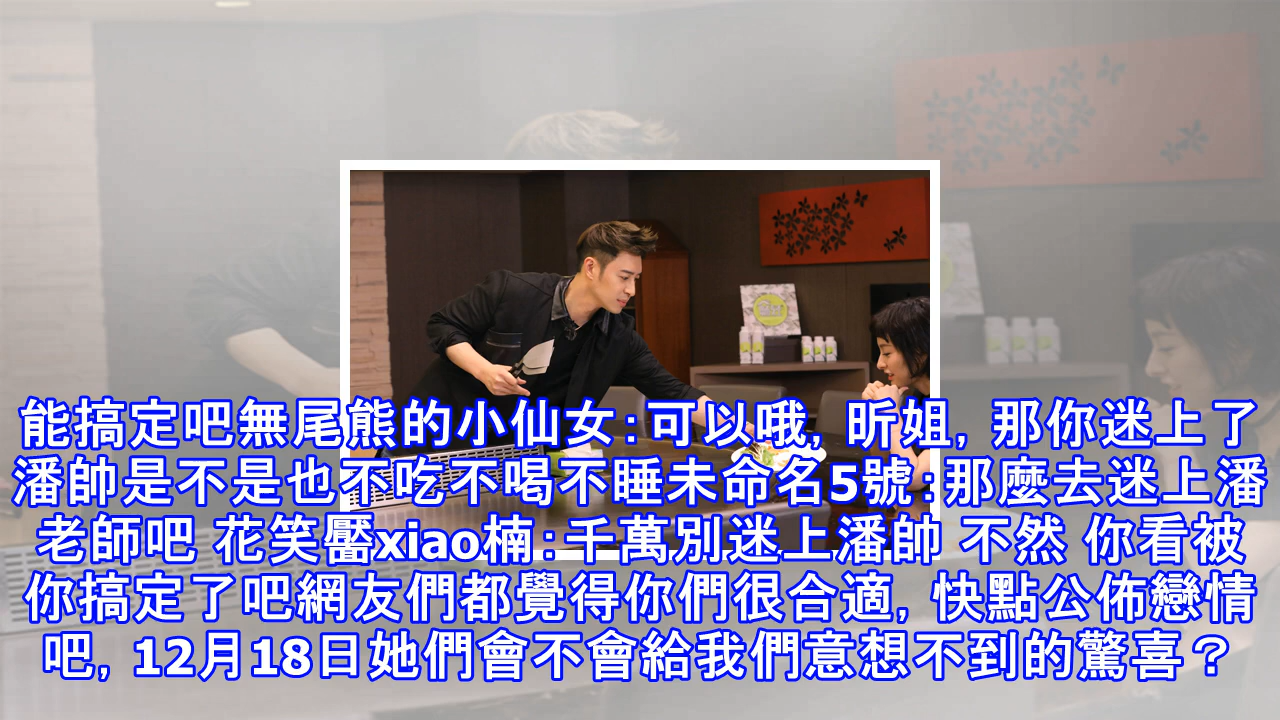 能搞定吧無尾熊的小仙女：可以哦，昕姐，那你迷上了
潘帥是不是也不吃不喝不睡未命名5號：那麼去迷上潘
老師吧 花笑靨xiao楠：千萬別迷上潘帥 不然 你看被
你搞定了吧網友們都覺得你們很合適，快點公佈戀情
吧，12月18日她們會不會給我們意想不到的驚喜？